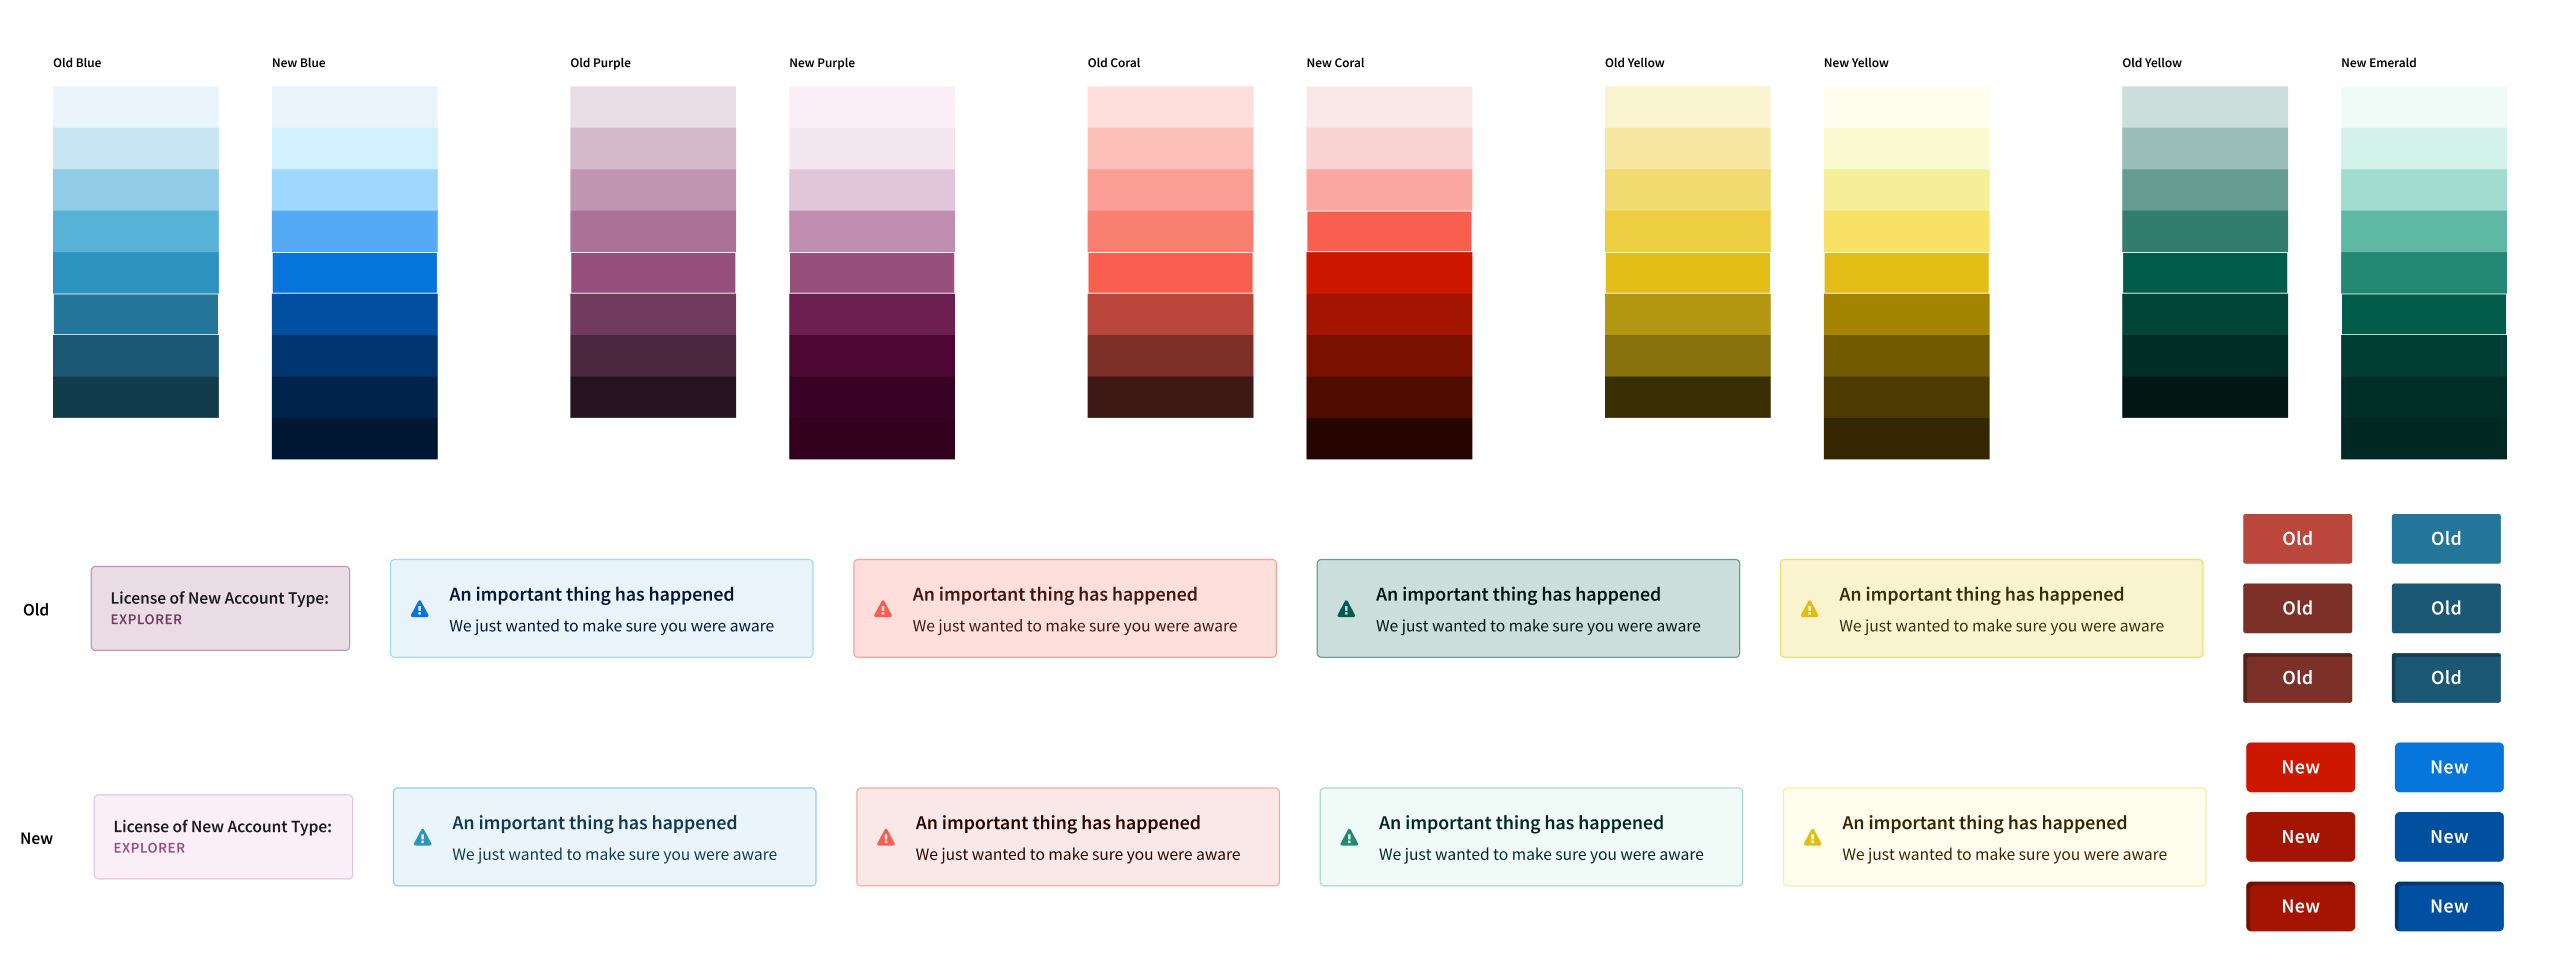 Old Blue
New Blue
Old Purple
New Purple
Old Coral
New Coral
Old Yellow
New Yellow
Old Yellow
New Emerald
Old
License of New Account Type:
EXPLORER
An important thing has happened
We just wanted to make sure you were aware
An important thing has happened
We just wanted to make sure you were aware
An important thing has happened
We just wanted to make sure you were aware
An important thing has happened
We just wanted to make sure you were aware
Old
Old
Old
Old
Old
Old
New
License of New Account Type:
EXPLORER
An important thing has happened
We just wanted to make sure you were aware
An important thing has happened
We just wanted to make sure you were aware
An important thing has happened
We just wanted to make sure you were aware
An important thing has happened
We just wanted to make sure you were aware
New
New
New
New
New
New